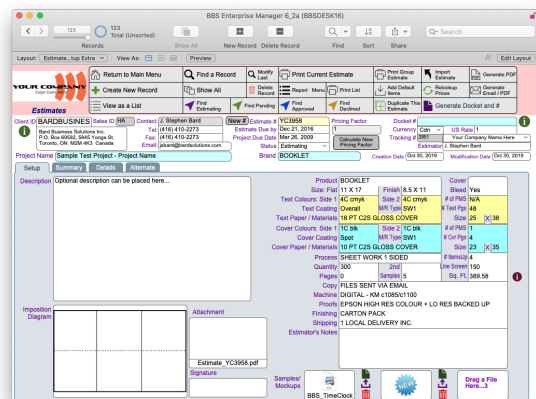 BBS Enterprise Manager 6_2a (BBSDESK16)
123
123
Total (Unsorted)
Search
Records Show All New Record Delete Record Find Sort Share
Layout: Estimate...tup Extra View As: Preview Edit Layout
YOUR COMPANY
Logo Goes Here
Estimates
Return to Main Menu Find a Record Modify Last Print Current Estimate Print Group Estimate Import Estimate Generate PDF
Create New Record Show All Delete Record Report Menu Print List Add Default Items Relookup Prices Email / PDF
View as a List Find Estimating Find Pending Find Approved Find Declined Duplicate This Estimate Generate Docket and #
Client ID BARDBUSINES Sales ID HA Contact J. Stephen Bard New # Estimate # YC3958 Pricing Factor Docket #
Bard Business Solutions Inc.
P.O. Box 69592, 5845 Yonge St.
Toronto, ON M2M 4K3 Canada
Tel: (416) 410-2273 Estimate Due by Dec 21, 2016 1 Currency Cdn US Rate 1
Fax: (416) 410-2273 Project Due Date Mar 26, 2009 Calculate New Pricing Factor Tracking # 3951 Your Company Name Here
Email: jsbard@bardsolutions.com Status Estimating Estimator J. Stephen Bard
Project Name Sample Test Project - Project Name Brand BOOKLET Creation Date Oct 30, 2019 Modification Date Oct 30, 2019
Setup Summary Details Alternate
Description Optional description can be placed here...
Product BOOKLET Cover
Size: Flat 11 X 17 Finish 8.5 X 11 Bleed Yes
Text Colours: Side 1 4C cmyk Side 2 4C cmyk # of PMS N/A
Text Coating Overall M/R Type SW1 # Text Pgs 48
Text Paper / Materials 18 PT C2S GLOSS COVER Size 25 X 38
Cover Colours: Side 1 1C blk Side 2 1C blk # of PMS 1
Cover Coating Spot M/R Type SW1 # Cvr Pgs 4
Cover Paper / Materials 10 PT C2S GLOSS COVER Size 23 X 35
Process SHEET WORK 1 SIDED # ItemsUp 4
Quantity 300 2nd Line Screen 150
Pages 0 Samples 5 Sq. Ft. 389.58
Copy FILES SENT VIA EMAIL
Machine DIGITAL - KM c1085/c1100
Proofs EPSON HIGH RES COLOUR + LO RES BACKED UP
Finishing CARTON PACK
Shipping 1 LOCAL DELIVERY INC.
Estimator's Notes
Imposition
Diagram
Attachment
Estimate_YC3958.pdf
Signature
Samples/
Mockups
BBS_TimeClock
NEW
Drag a File
Here...3